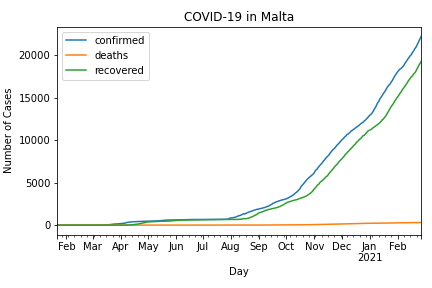 COVID-19 in Malta
confirmed
deaths
recovered
Number of Cases
20000
15000
10000
5000
0
Feb Mar Apr May Jun Jul Aug Sep Oct Nov Dec Jan Feb
2021
Day